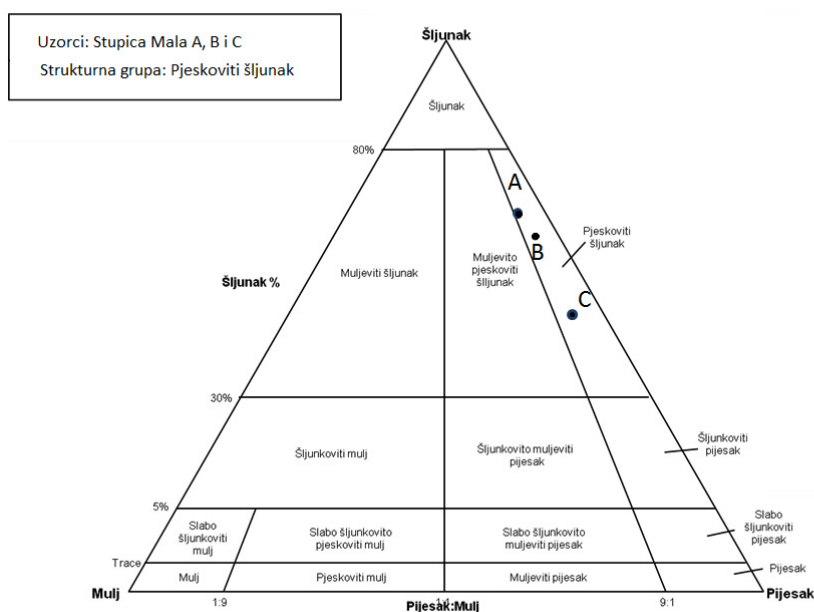 Uzorci: Stupica Mala A, B i C
Strukturna grupa: Pjeskoviti šljunak
Šljunak
Šljunak
80%
A
B
C
Pjeskoviti
šljunak
Muljeviti šljunak
Muljevito
pjeskoviti
šlljunak
Šljunak %
30%
Šljunkoviti mulj
Šljunkovito muljeviti
pijesak
Šljunkoviti
pijesak
5%
Slabo
šljunkoviti
mulj
Slabo šljunkovito
pjeskoviti mulj
Slabo šljunkovito
muljeviti pijesak
Slabo
šljunkoviti
pijesak
Trace
Mulj
Pjeskoviti mulj
Muljeviti pijesak
Pijesak
Mulj
Pijesak
1:9
1:1
9:1
Pijesak:Mulj